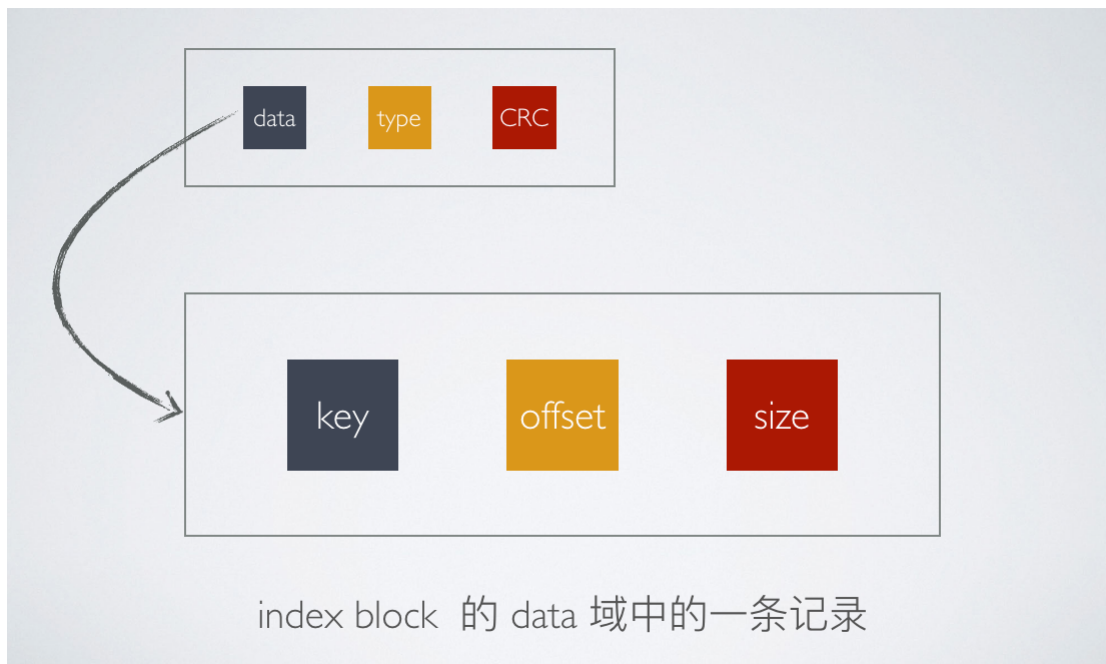 data type CRC
key offset size
index block 的 data 域中的一条记录